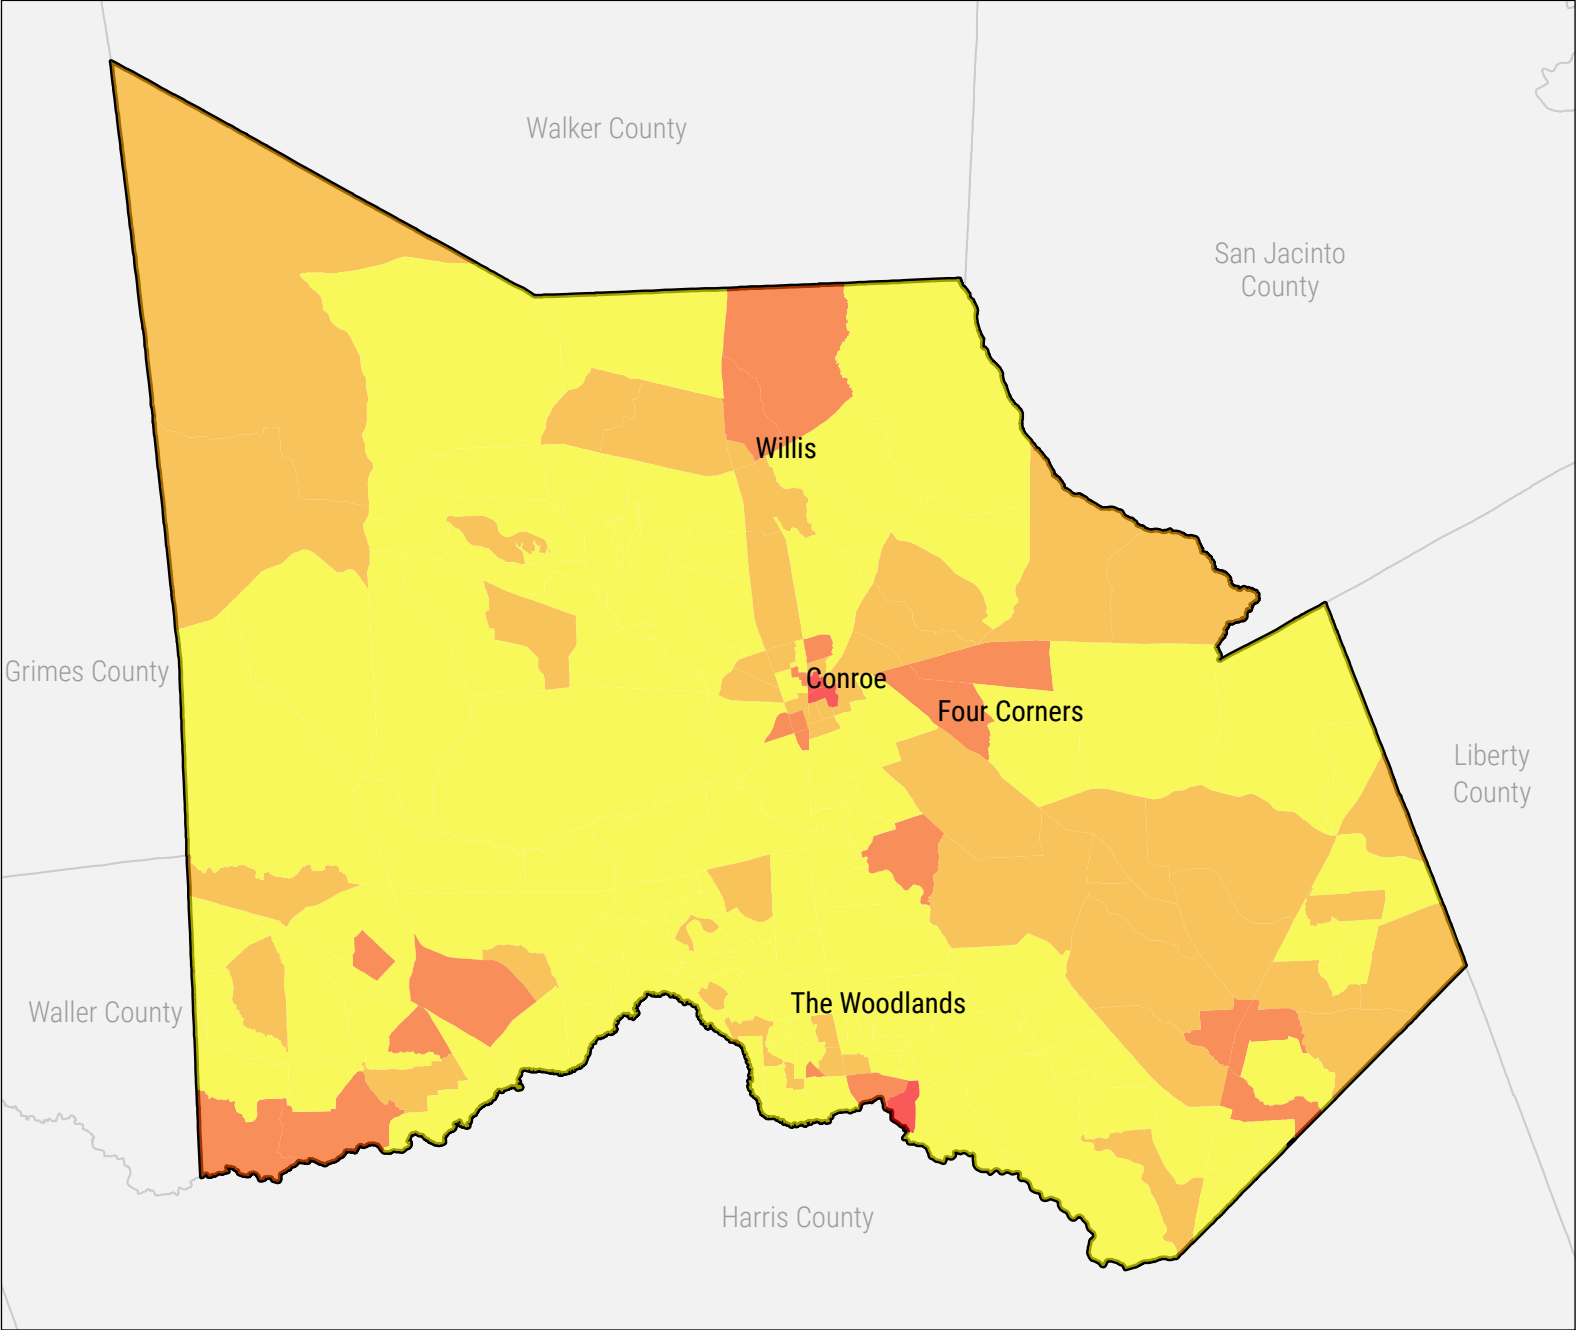 Walker County
San Jacinto
County
Willis
Grimes County
Conroe
Four Corners
Liberty
County
The Woodlands
Waller County
Harris County